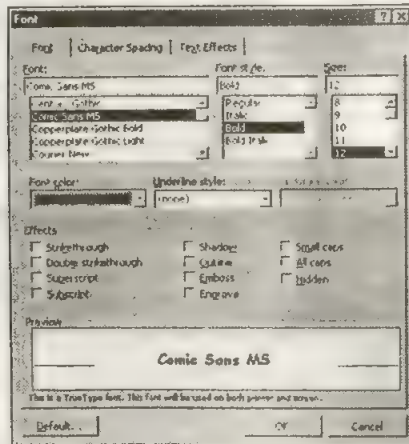 Font
Font Character Spacing Text Effects
Font: Font style: Size:
Comic Sans MS Bold 12
Century Gothic Regular 8
Comic Sans MS Italic 9
Copperplate Gothic Bold Bold 10
Copperplate Gothic Light Bold Italic 11
Courier New 12
Font color: Underline style:
(none)
Effects
Strikethrough Shadow Small caps
Double strikethrough Outline All caps
Superscript Emboss Hidden
Subscript Engrave
Preview
Comic Sans MS
This is a TrueType font. This font will be used on both printer and screen.
Default... OK Cancel